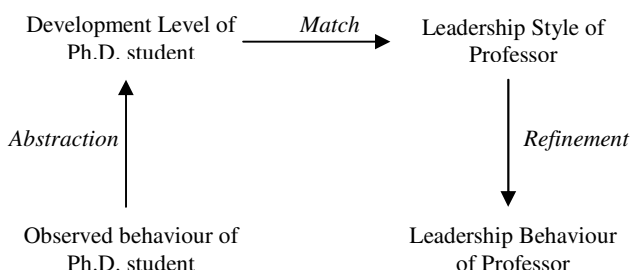 Development Level of
Ph.D. student
Match
Leadership Style of
Professor
Abstraction
Refinement
Observed behaviour of
Ph.D. student
Leadership Behaviour
of Professor